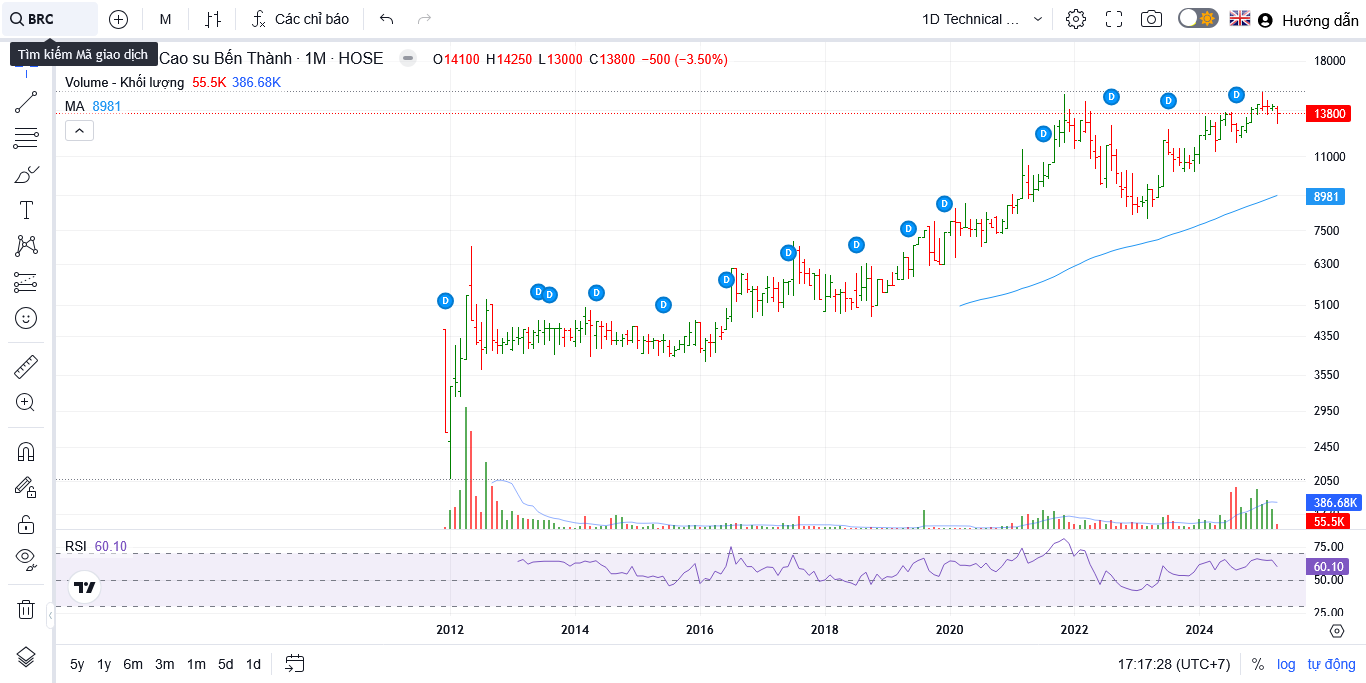 BRC
M
Các chỉ báo
1D Technical ...
Hướng dẫn
Tìm kiếm Mã giao dịch
Cao su Bến Thành · 1M · HOSE
O14100 H14250 L13000 C13800 −500 (−3.50%)
Volume - Khối lượng 55.5K 386.68K
MA 8981
18000
13800
11000
8981
7500
6300
5100
4350
3550
2950
2450
2050
386.68K
55.5K
D D D D D D D D D D D D D D
RSI 60.10
75.00
60.10
50.00
25.00
2012 2014 2016 2018 2020 2022 2024
5y 1y 6m 3m 1m 5d 1d
17:17:28 (UTC+7) % log tự động